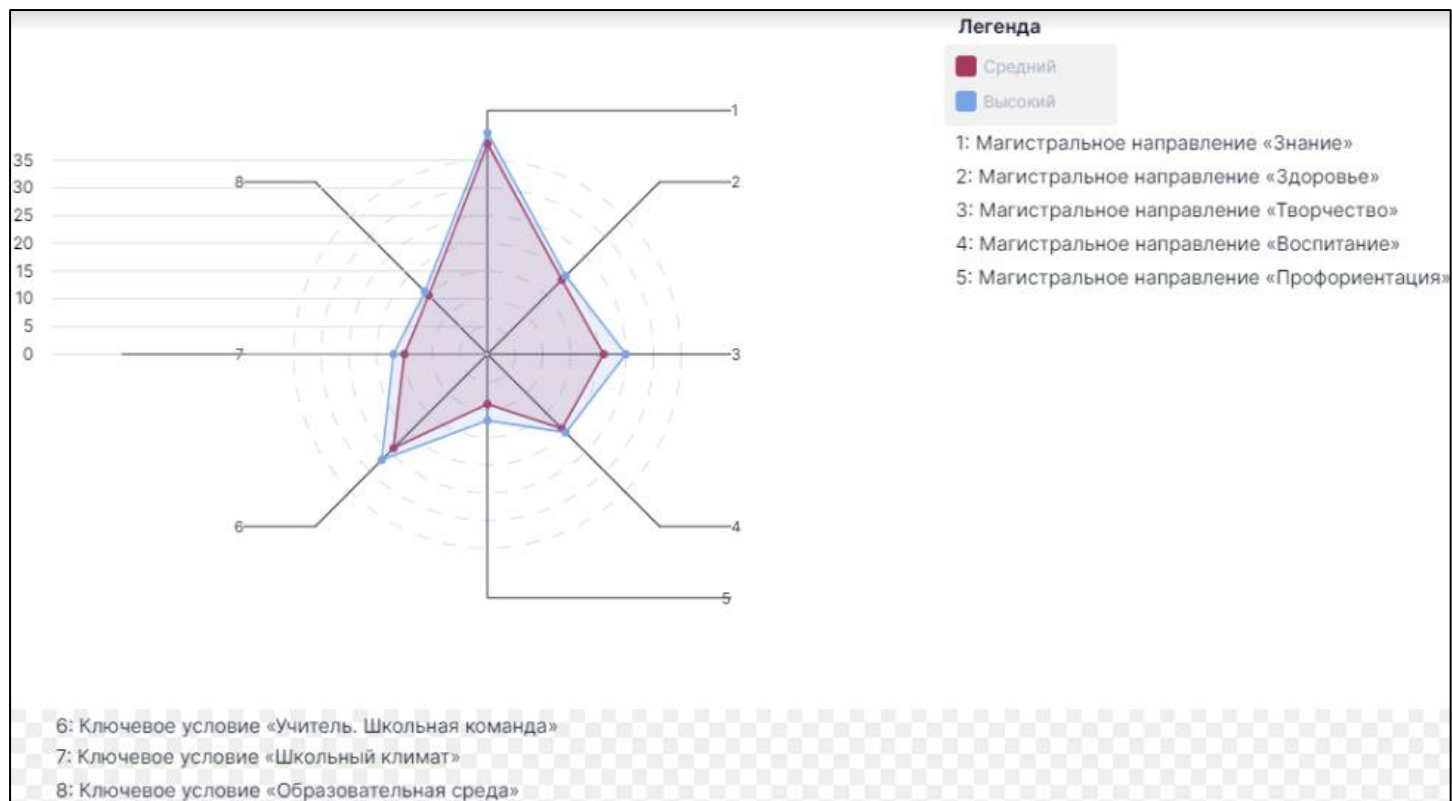 Легенда
Средний
Высокий
1: Магистральное направление «Знание»
2: Магистральное направление «Здоровье»
3: Магистральное направление «Творчество»
4: Магистральное направление «Воспитание»
5: Магистральное направление «Профориентация»
1
35
30
8
2
25
20
15
10
5
0
7
3
6
4
5
6: Ключевое условие «Учитель. Школьная команда»
7: Ключевое условие «Школьный климат»
8: Ключевое условие «Образовательная среда»